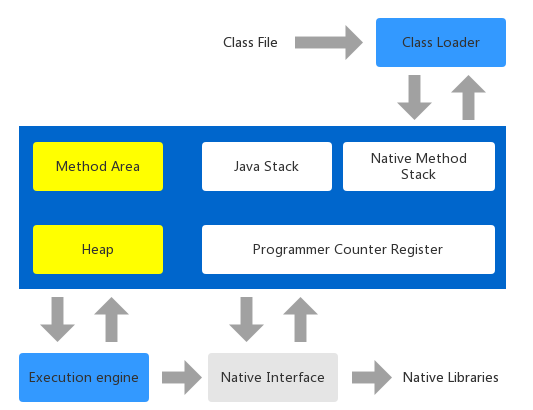 Class File
Class Loader
Method Area
Java Stack
Native Method
Stack
Heap
Programmer Counter Register
Execution engine
Native Interface
Native Libraries